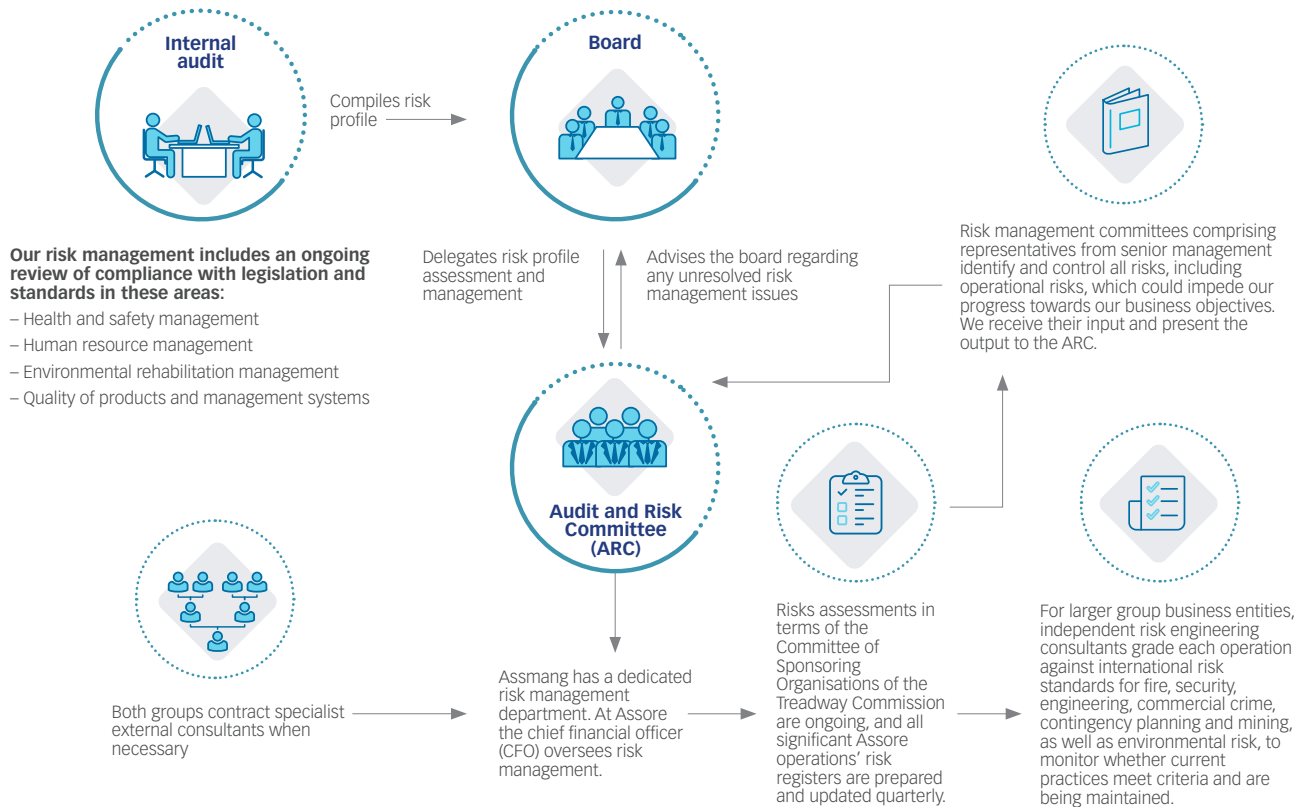 Internal
audit
Compiles risk
profile
Board
Our risk management includes an ongoing
review of compliance with legislation and
standards in these areas:
– Health and safety management
– Human resource management
– Environmental rehabilitation management
– Quality of products and management systems
Delegates risk profile
assessment and
management
Advises the board regarding
any unresolved risk
management issues
Risk management committees comprising
representatives from senior management
identify and control all risks, including
operational risks, which could impede our
progress towards our business objectives.
We receive their input and present the
output to the ARC.
Audit and Risk
Committee
(ARC)
Both groups contract specialist
external consultants when
necessary
Assmang has a dedicated
risk management
department. At Assore
the chief financial officer
(CFO) oversees risk
management.
Risks assessments in
terms of the
Committee of
Sponsoring
Organisations of the
Treadway Commission
are ongoing, and all
significant Assore
operations’ risk
registers are prepared
and updated quarterly.
For larger group business entities,
independent risk engineering
consultants grade each operation
against international risk
standards for fire, security,
engineering, commercial crime,
contingency planning and mining,
as well as environmental risk, to
monitor whether current
practices meet criteria and are
being maintained.